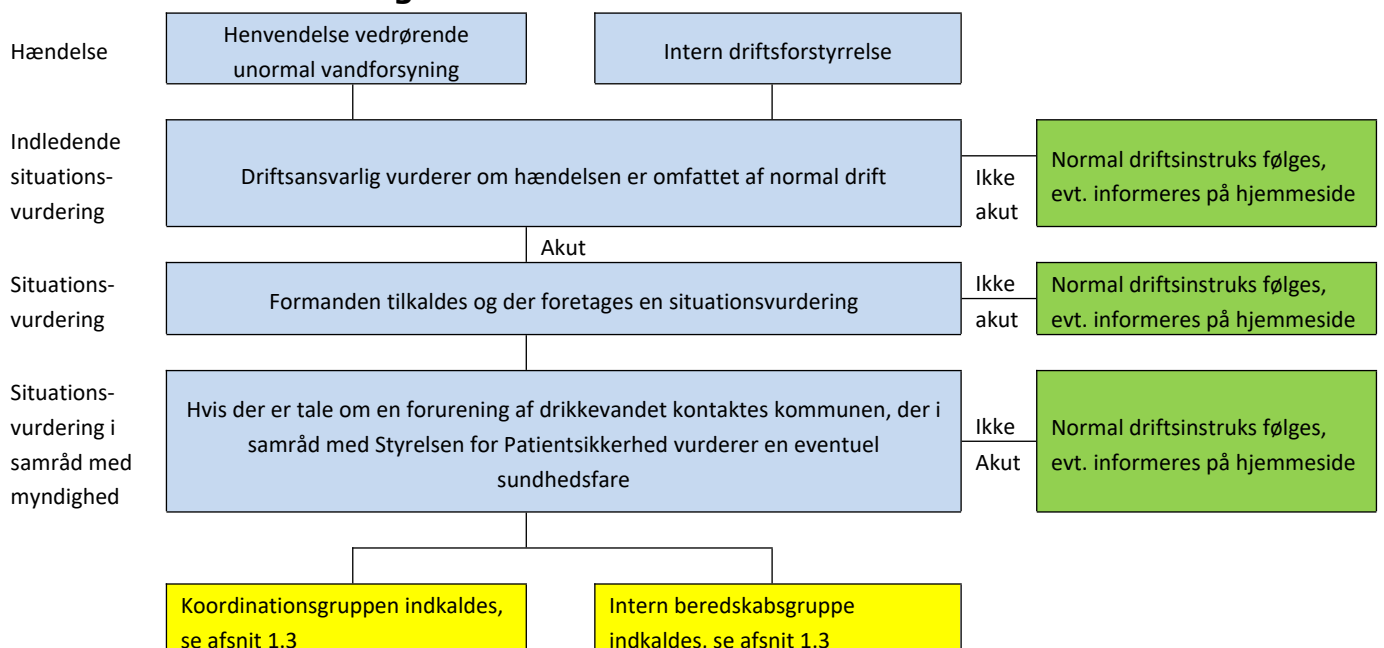 Hændelse
Henvendelse vedrørende
unormal vandforsyning
Intern driftsforstyrrelse
Indledende
situations-
vurdering
Driftsansvarlig vurderer om hændelsen er omfattet af normal drift
Ikke
akut
Normal driftsinstruks følges,
evt. informeres på hjemmeside
Akut
Situations-
vurdering
Formanden tilkaldes og der foretages en situationsvurdering
Ikke
akut
Normal driftsinstruks følges,
evt. informeres på hjemmeside
Situations-
vurdering i
samråd med
myndighed
Hvis der er tale om en forurening af drikkevandet kontaktes kommunen, der i
samråd med Styrelsen for Patientsikkerhed vurderer en eventuel
sundhedsfare
Ikke
Akut
Normal driftsinstruks følges,
evt. informeres på hjemmeside
Koordinationsgruppen indkaldes,
se afsnit 1.3
Intern beredskabsgruppe
indkaldes, se afsnit 1.3